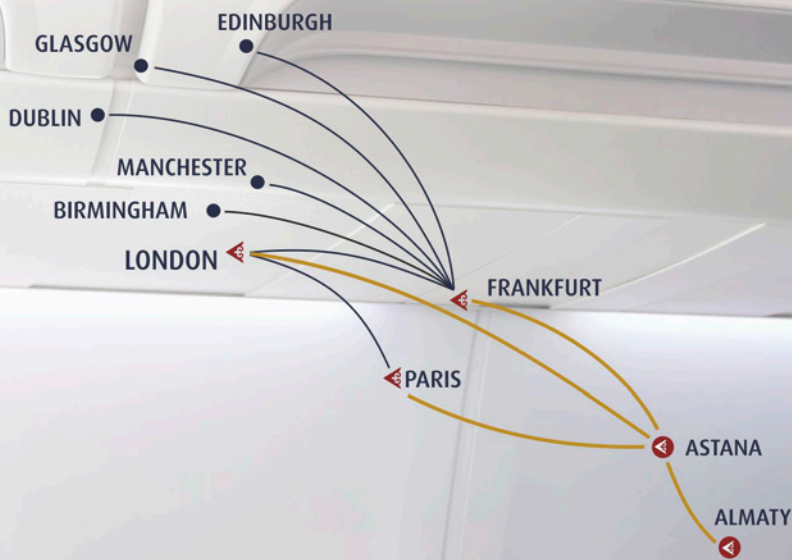 EDINBURGH
GLASGOW
DUBLIN
MANCHESTER
BIRMINGHAM
LONDON
FRANKFURT
PARIS
ASTANA
ALMATY